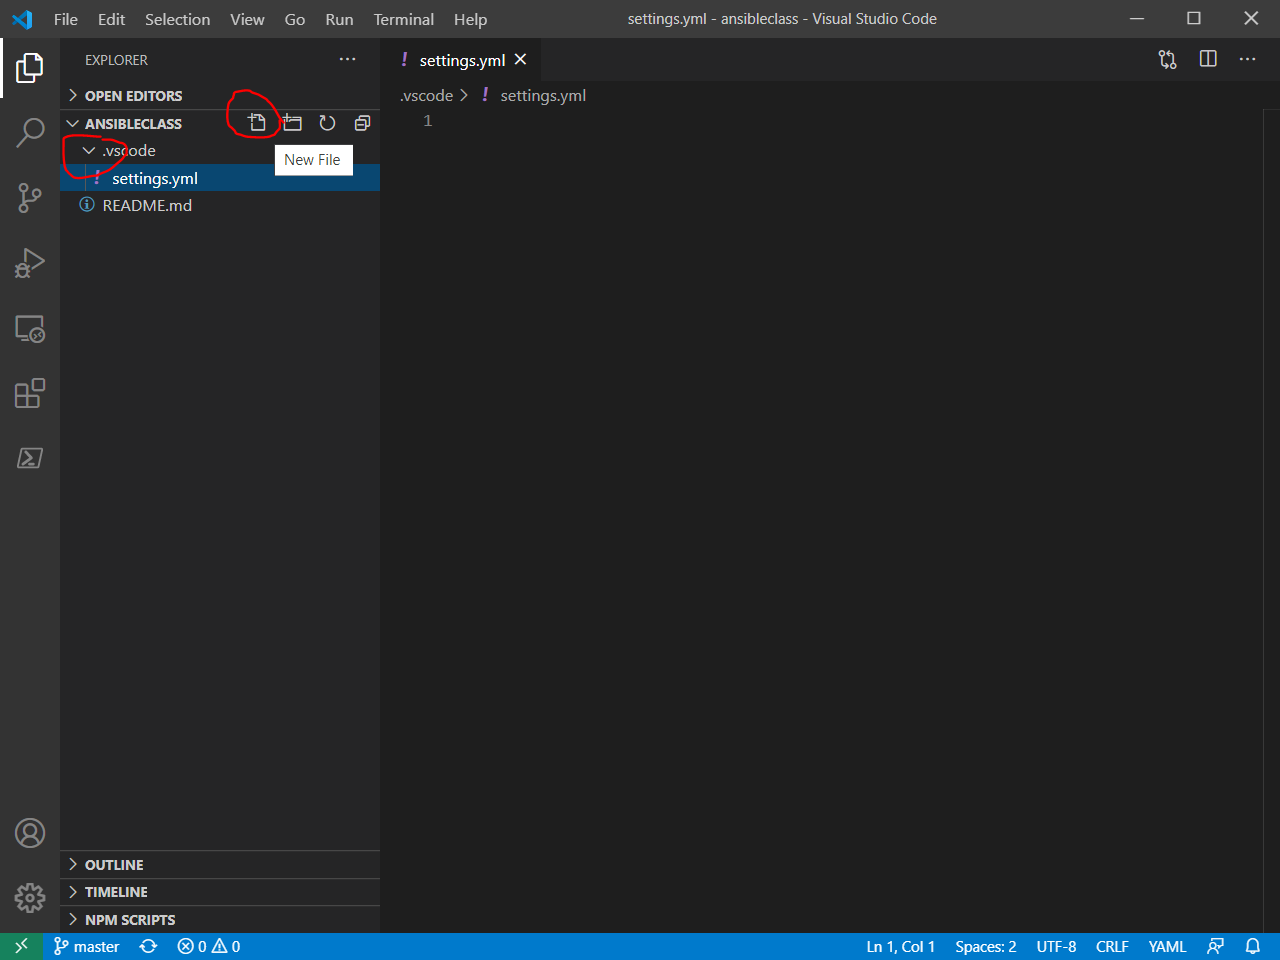 File Edit Selection View Go Run Terminal Help settings.yml - ansibleclass - Visual Studio Code
EXPLORER
settings.yml
OPEN EDITORS
.vscode settings.yml
ANSIBLECLASS
1
.vscode
New File
settings.yml
README.md
OUTLINE
TIMELINE
NPM SCRIPTS
master 0 0 Ln 1, Col 1 Spaces: 2 UTF-8 CRLF YAML